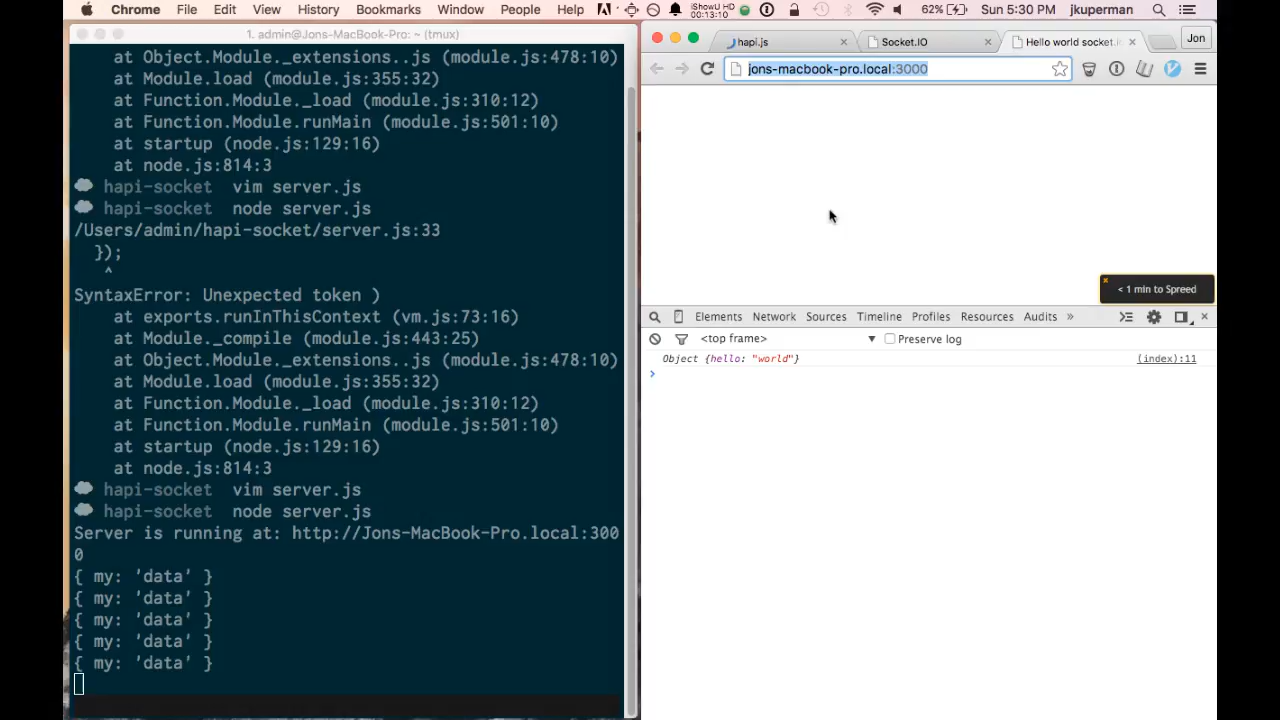 Chrome File Edit View History Bookmarks Window People Help iShowU HD 00:13:10 62% Sun 5:30 PM jkuperman
1. admin@Jons-MacBook-Pro: ~ (tmux)
at Object.Module._extensions..js (module.js:478:10)
at Module.load (module.js:355:32)
at Function.Module._load (module.js:310:12)
at Function.Module.runMain (module.js:501:10)
at startup (node.js:129:16)
at node.js:814:3
hapi-socket vim server.js
hapi-socket node server.js
/Users/admin/hapi-socket/server.js:33
});
^
SyntaxError: Unexpected token )
at exports.runInThisContext (vm.js:73:16)
at Module._compile (module.js:443:25)
at Object.Module._extensions..js (module.js:478:10)
at Module.load (module.js:355:32)
at Function.Module._load (module.js:310:12)
at Function.Module.runMain (module.js:501:10)
at startup (node.js:129:16)
at node.js:814:3
hapi-socket vim server.js
hapi-socket node server.js
Server is running at: http://Jons-MacBook-Pro.local:300
0
{ my: 'data' }
{ my: 'data' }
{ my: 'data' }
{ my: 'data' }
{ my: 'data' }
hapi.js Socket.IO Hello world socket. Jon
jons-macbook-pro.local:3000
< 1 min to Spreed
Elements Network Sources Timeline Profiles Resources Audits »
<top frame> Preserve log
Object {hello: "world"} (index):11